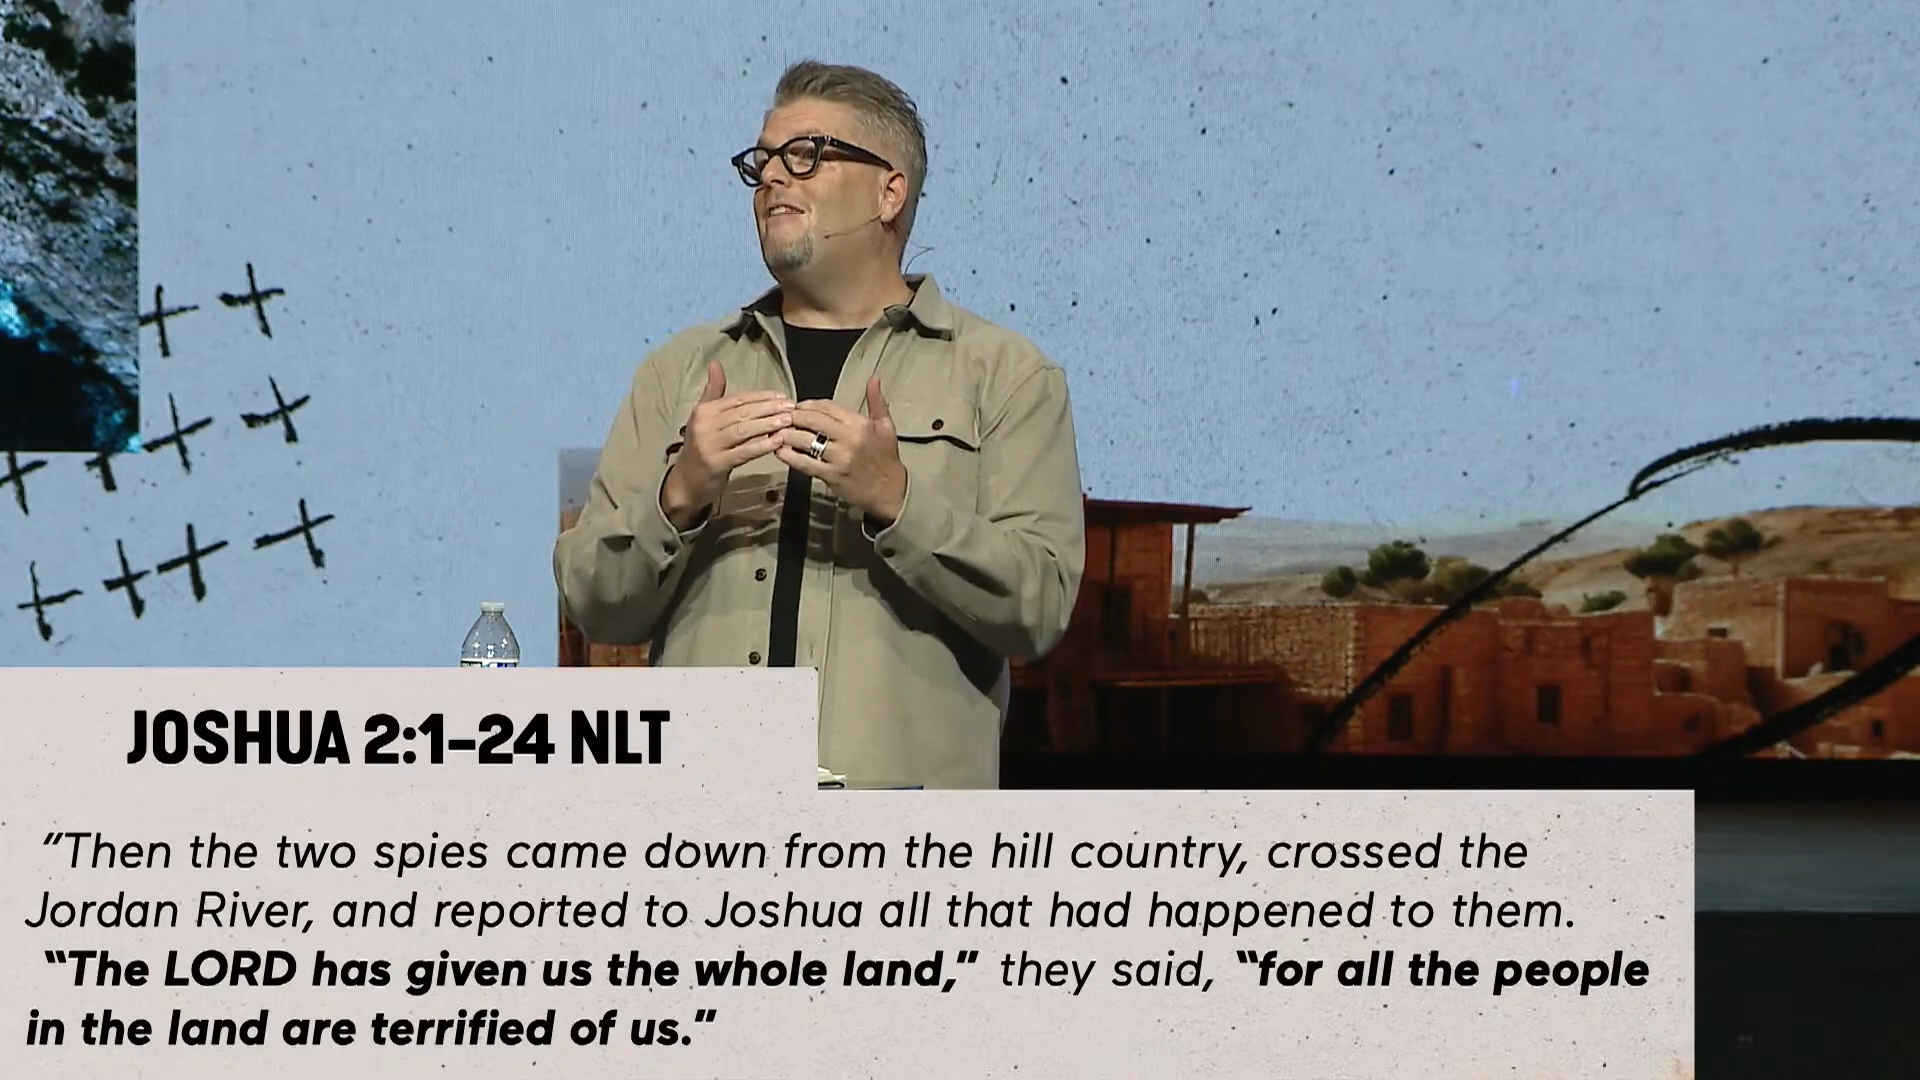 JOSHUA 2:1-24 NLT
"Then the two spies came down from the hill country, crossed the
Jordan River, and reported to Joshua all that had happened to them.
“The LORD has given us the whole land,” they said, “for all the people
in the land are terrified of us.”